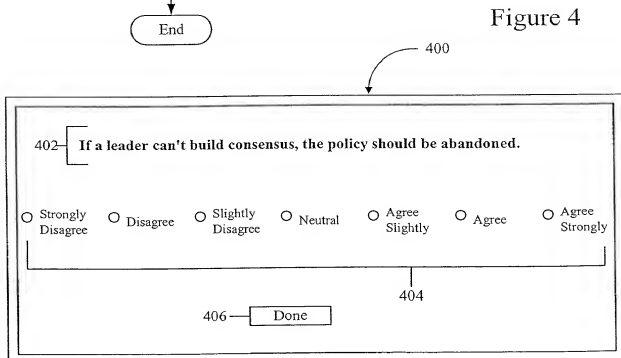 Figure 4
End
400
402 If a leader can't build consensus, the policy should be abandoned.
Strongly Disagree Disagree Slightly Disagree Neutral Agree Slightly Agree Agree Strongly
404
406 Done